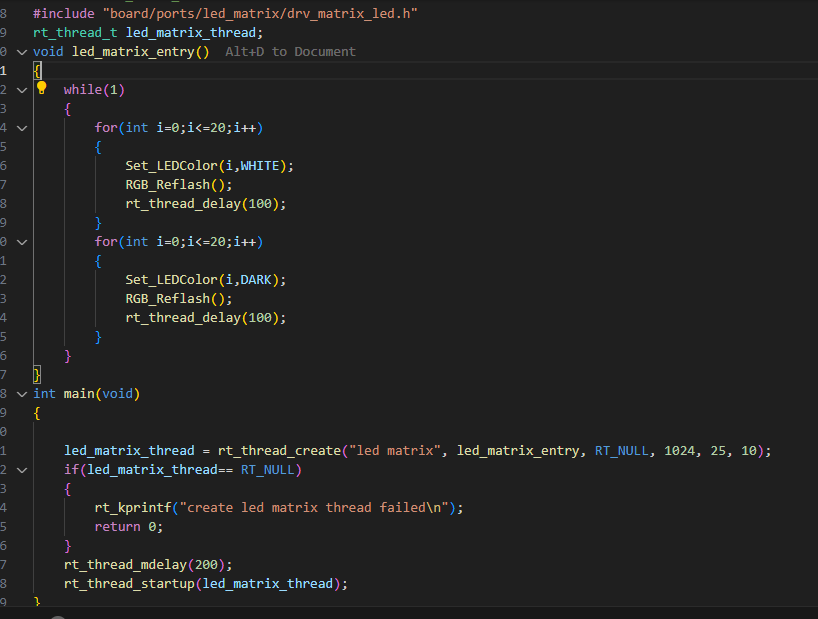 8 #include "board/ports/led_matrix/drv_matrix_led.h"
9 rt_thread_t led_matrix_thread;
0 void led_matrix_entry() Alt+D to Document
1 {
2 while(1)
3 {
4 for(int i=0;i<=20;i++)
5 {
6 Set_LEDColor(i,WHITE);
7 RGB_Reflash();
8 rt_thread_delay(100);
9 }
0 for(int i=0;i<=20;i++)
1 {
2 Set_LEDColor(i,DARK);
3 RGB_Reflash();
4 rt_thread_delay(100);
5 }
6 }
7 }
8 int main(void)
9 {
0
1 led_matrix_thread = rt_thread_create("led matrix", led_matrix_entry, RT_NULL, 1024, 25, 10);
2 if(led_matrix_thread== RT_NULL)
3 {
4 rt_kprintf("create led matrix thread failed\n");
5 return 0;
6 }
7 rt_thread_mdelay(200);
8 rt_thread_startup(led_matrix_thread);
9 }